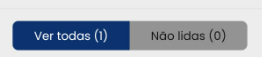 Ver todas (1)
Não lidas (0)